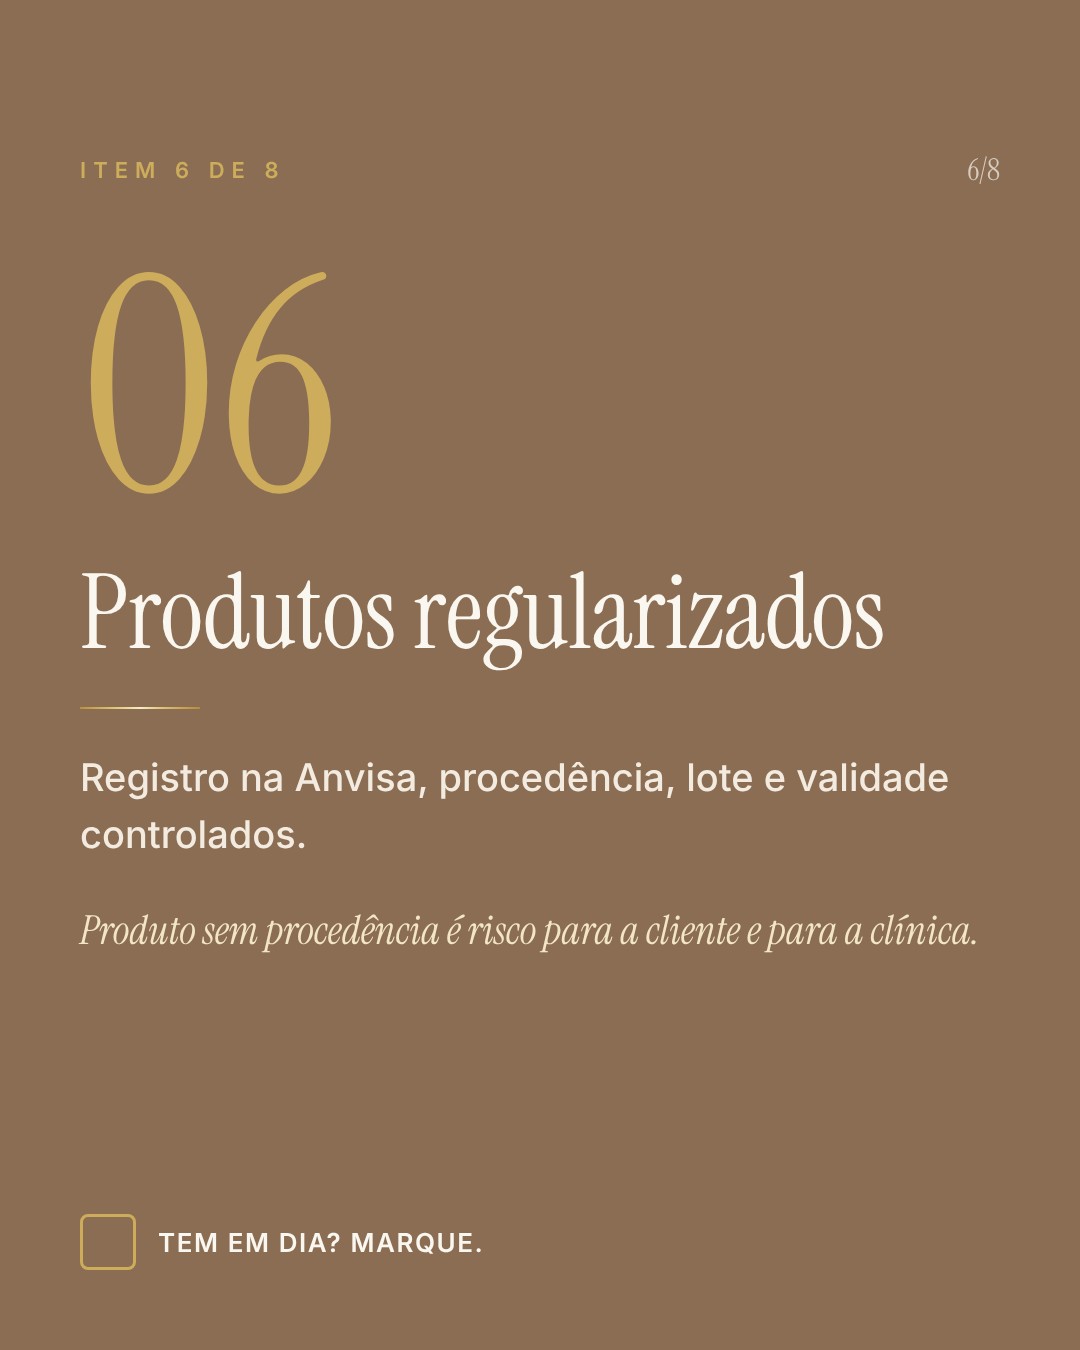 ITEM 6 DE 8
6/8
06
Produtos regularizados
Registro na Anvisa, procedência, lote e validade
controlados.
Produto sem procedência é risco para a cliente e para a clínica.
TEM EM DIA? MARQUE.